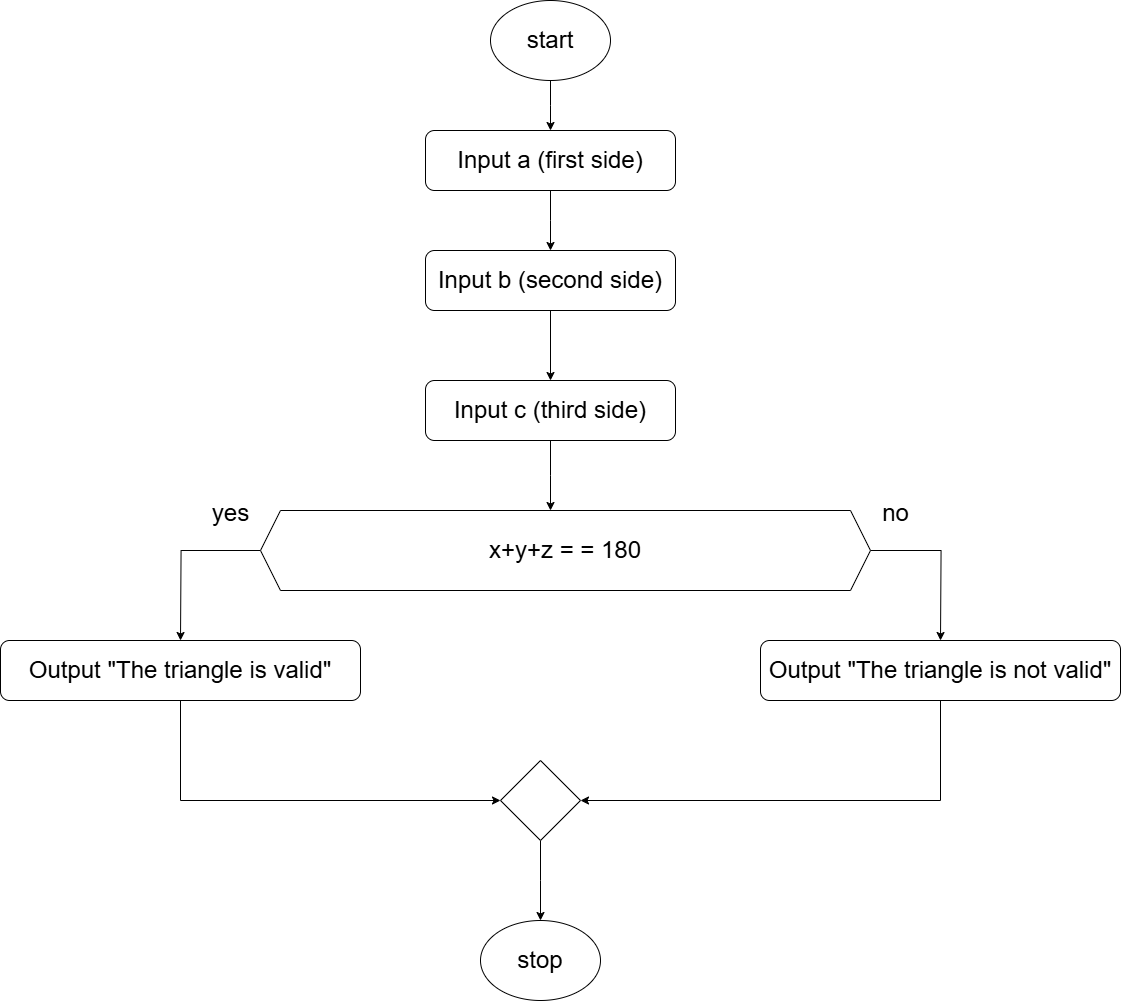 start
Input a (first side)
Input b (second side)
Input c (third side)
yes
no
x+y+z = = 180
Output "The triangle is valid"
Output "The triangle is not valid"
stop